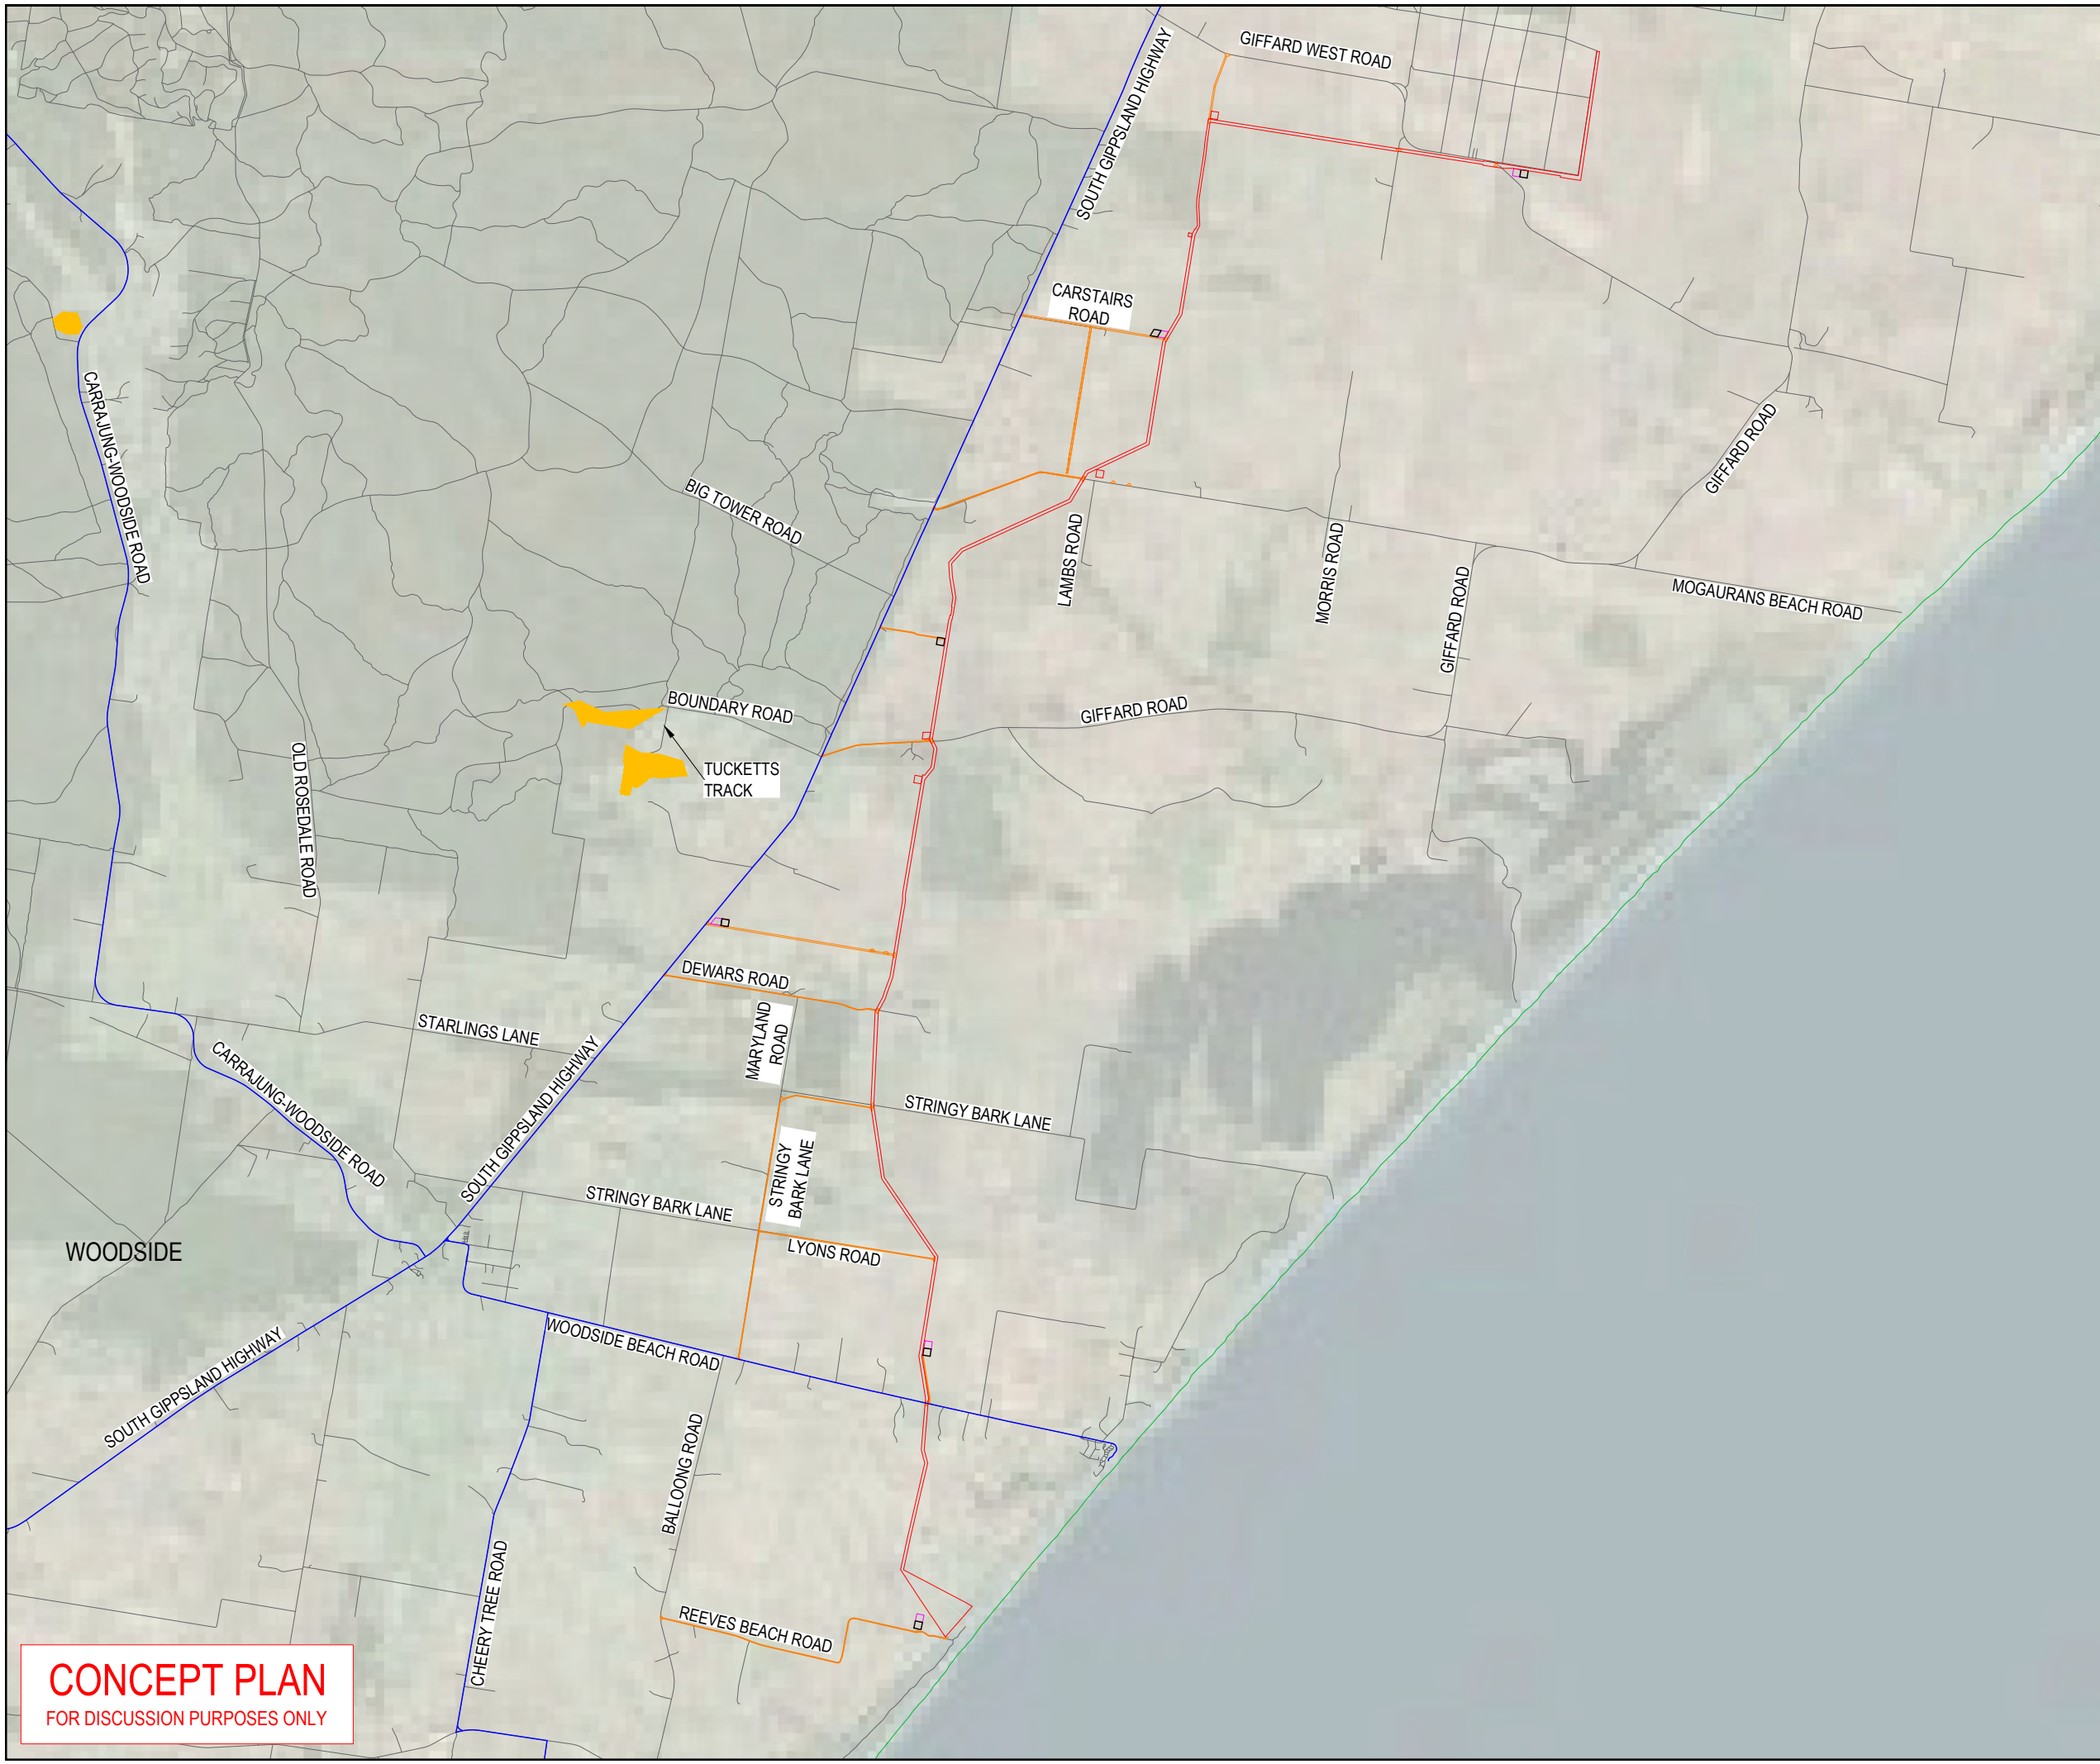 GIFFARD WEST ROAD
SOUTH GIPPSLAND HIGHWAY
CARSTAIRS
ROAD
CARRAJUNG-WOODSIDE ROAD
GIFFARD ROAD
BIG TOWER ROAD
LAMBS ROAD
MORRIS ROAD
GIFFARD ROAD
MOGAURANS BEACH ROAD
BOUNDARY ROAD
GIFFARD ROAD
OLD ROSEDALE ROAD
TUCKETTS
TRACK
DEWARS ROAD
MARYLAND
ROAD
STARLINGS LANE
CARRAJUNG-WOODSIDE ROAD
SOUTH GIPPSLAND HIGHWAY
STRINGY BARK LANE
STRINGY
BARK LANE
STRINGY BARK LANE
LYONS ROAD
WOODSIDE
WOODSIDE BEACH ROAD
SOUTH GIPPSLAND HIGHWAY
BALLOONG ROAD
CHEERY TREE ROAD
REEVES BEACH ROAD
CONCEPT PLAN
FOR DISCUSSION PURPOSES ONLY